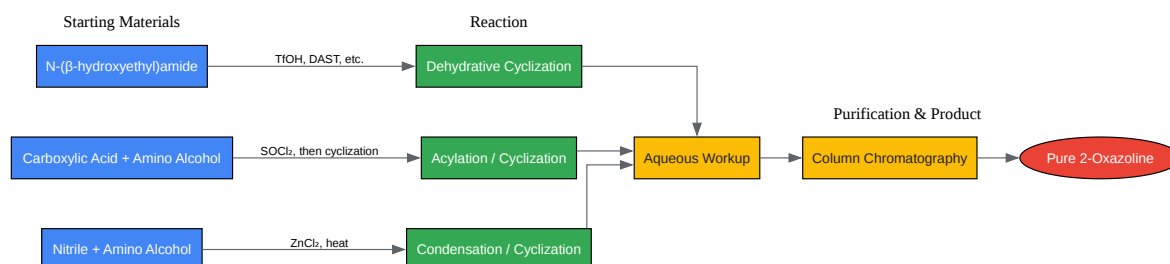 Starting Materials
Reaction
N-(β-hydroxyethyl)amide
TfOH, DAST, etc.
Dehydrative Cyclization
Purification & Product
Carboxylic Acid + Amino Alcohol
SOCl₂, then cyclization
Acylation / Cyclization
Aqueous Workup
Column Chromatography
Pure 2-Oxazoline
Nitrile + Amino Alcohol
ZnCl₂, heat
Condensation / Cyclization